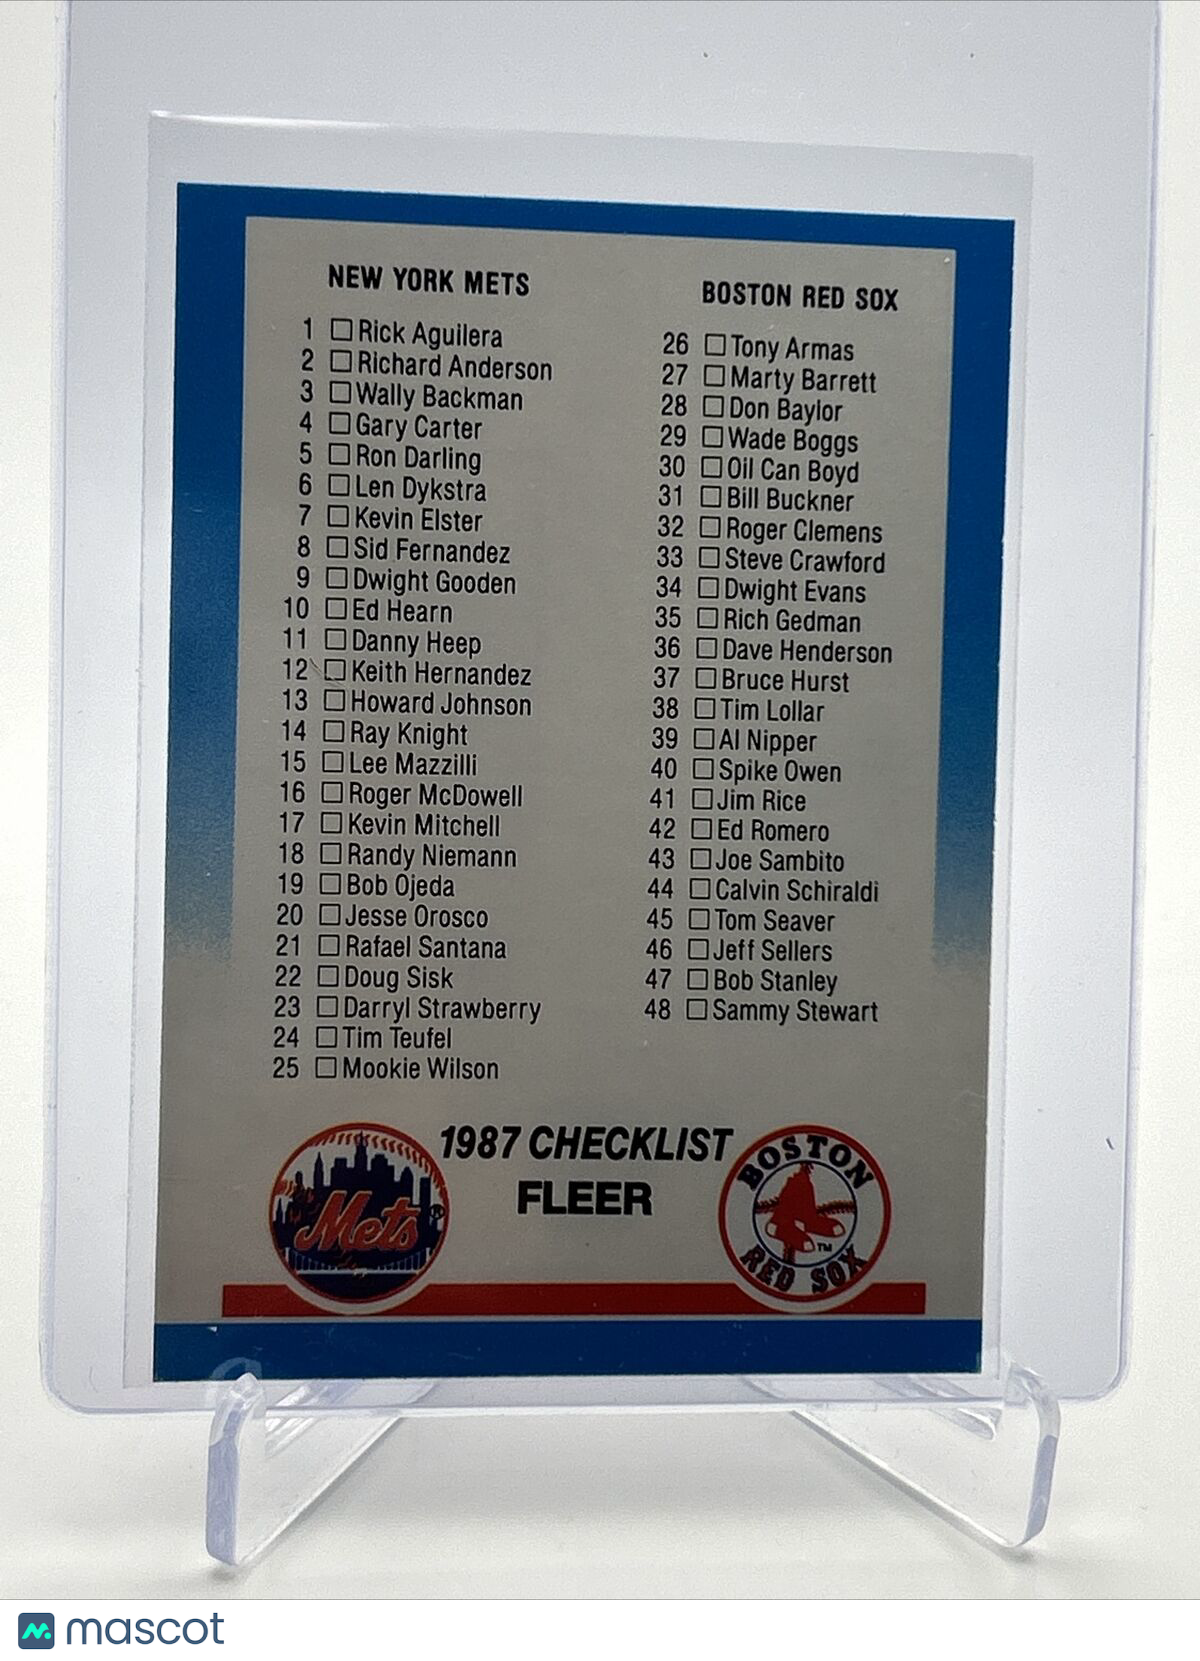 NEW YORK METS
1 Rick Aguilera
2 Richard Anderson
3 Wally Backman
4 Gary Carter
5 Ron Darling
6 Len Dykstra
7 Kevin Elster
8 Sid Fernandez
9 Dwight Gooden
10 Ed Hearn
11 Danny Heep
12 Keith Hernandez
13 Howard Johnson
14 Ray Knight
15 Lee Mazzilli
16 Roger McDowell
17 Kevin Mitchell
18 Randy Niemann
19 Bob Ojeda
20 Jesse Orosco
21 Rafael Santana
22 Doug Sisk
23 Darryl Strawberry
24 Tim Teufel
25 Mookie Wilson
BOSTON RED SOX
26 Tony Armas
27 Marty Barrett
28 Don Baylor
29 Wade Boggs
30 Oil Can Boyd
31 Bill Buckner
32 Roger Clemens
33 Steve Crawford
34 Dwight Evans
35 Rich Gedman
36 Dave Henderson
37 Bruce Hurst
38 Tim Lollar
39 Al Nipper
40 Spike Owen
41 Jim Rice
42 Ed Romero
43 Joe Sambito
44 Calvin Schiraldi
45 Tom Seaver
46 Jeff Sellers
47 Bob Stanley
48 Sammy Stewart
1987 CHECKLIST
FLEER
Mets ®
BOSTON
RED SOX TM
mascot